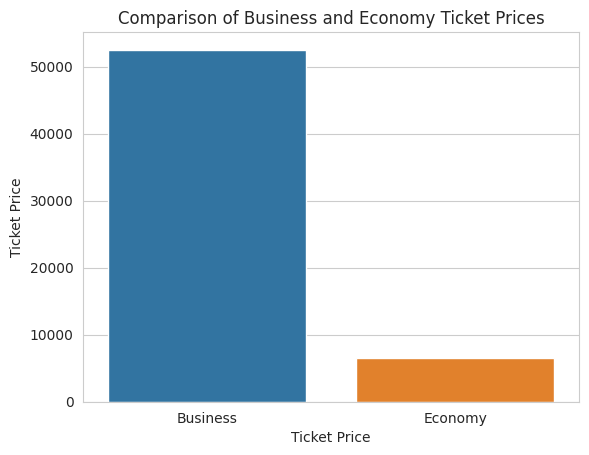 Comparison of Business and Economy Ticket Prices
Ticket Price
50000
40000
30000
20000
10000
0
Business Economy
Ticket Price